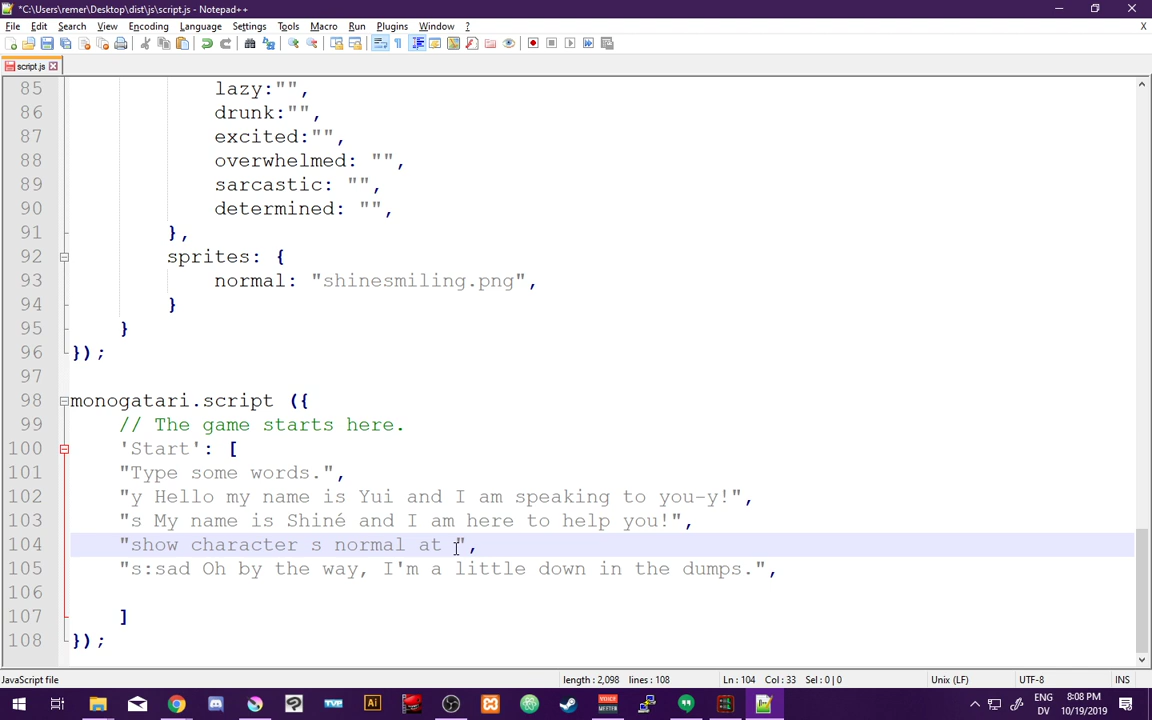 *C:\Users\remer\Desktop\dist\js\script.js - Notepad++
File Edit Search View Encoding Language Settings Tools Macro Run Plugins Window ? X
script.js
85 lazy:"",
86 drunk:"",
87 excited:"",
88 overwhelmed: "",
89 sarcastic: "",
90 determined: "",
91 },
92 sprites: {
93 normal: "shinesmiling.png",
94 }
95 }
96 });
97
98 monogatari.script ({
99 // The game starts here.
100 'Start': [
101 "Type some words.",
102 "y Hello my name is Yui and I am speaking to you-y!",
103 "s My name is Shiné and I am here to help you!",
104 "show character s normal at ",
105 "s:sad Oh by the way, I'm a little down in the dumps.",
106
107 ]
108 });
JavaScript file length : 2,098 lines : 108 Ln : 104 Col : 33 Sel : 0 | 0 Unix (LF) UTF-8 INS
ENG 8:08 PM
DV 10/19/2019